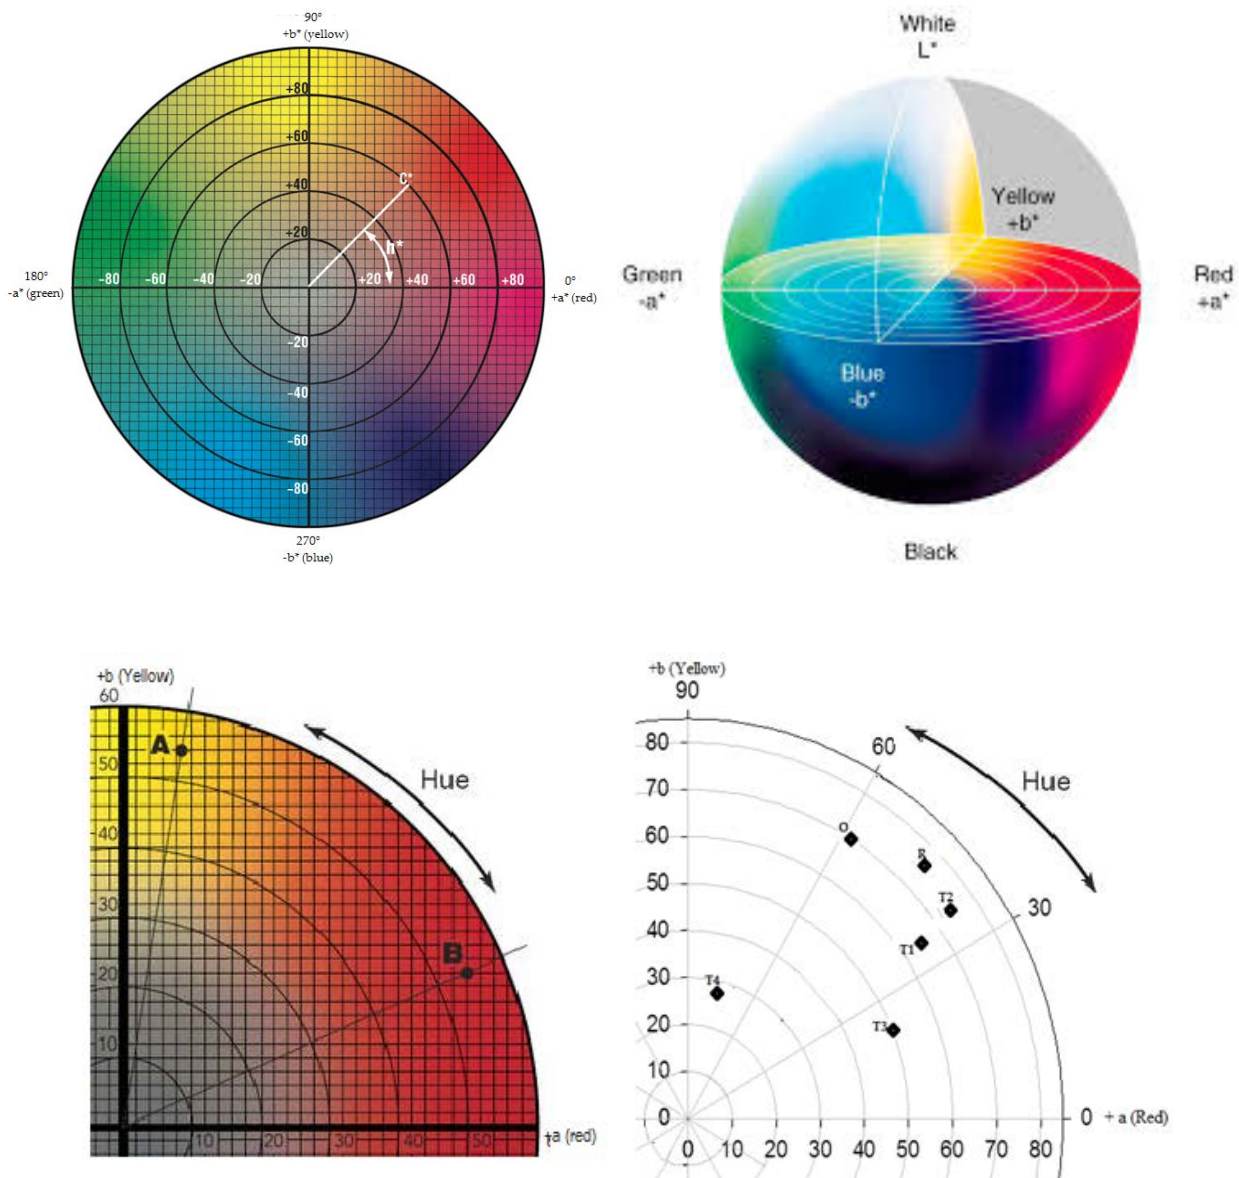 90°
+b* (yellow)
+80
+60
+40
+20
C*
h*
180°
-a* (green)
-80 -60 -40 -20 +20 +40 +60 +80
0°
+a* (red)
-20
-40
-60
-80
270°
-b* (blue)
White
L*
Yellow
+b*
Green
-a*
Red
+a*
Blue
-b*
Black
+b (Yellow)
60
A
50
Hue
40
30
B
20
10
10 20 30 40 50
+a (red)
+b (Yellow)
90
80
60
70
Hue
O
60
R
50
T2
30
T1
40
T4
30
T3
20
10
0
0 + a (Red)
0 10 20 30 40 50 60 70 80